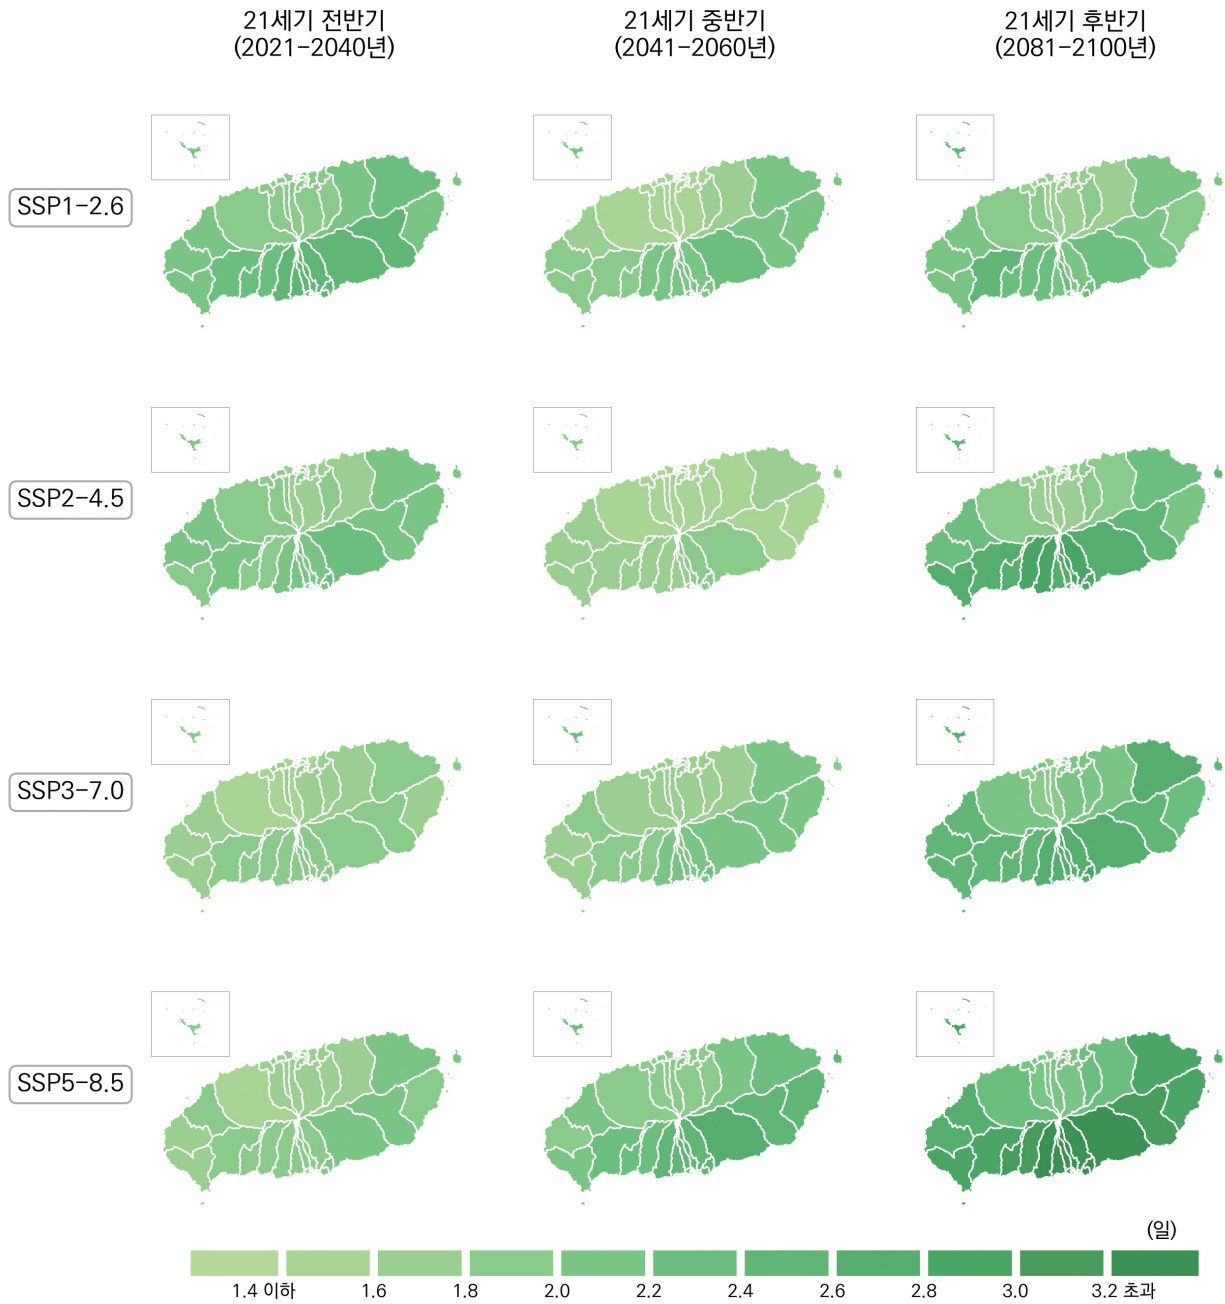 21세기 전반기
(2021-2040년)
21세기 중반기
(2041-2060년)
21세기 후반기
(2081-2100년)
SSP1-2.6
SSP2-4.5
SSP3-7.0
SSP5-8.5
(일)
1.4 이하
1.6
1.8
2.0
2.2
2.4
2.6
2.8
3.0
3.2 초과